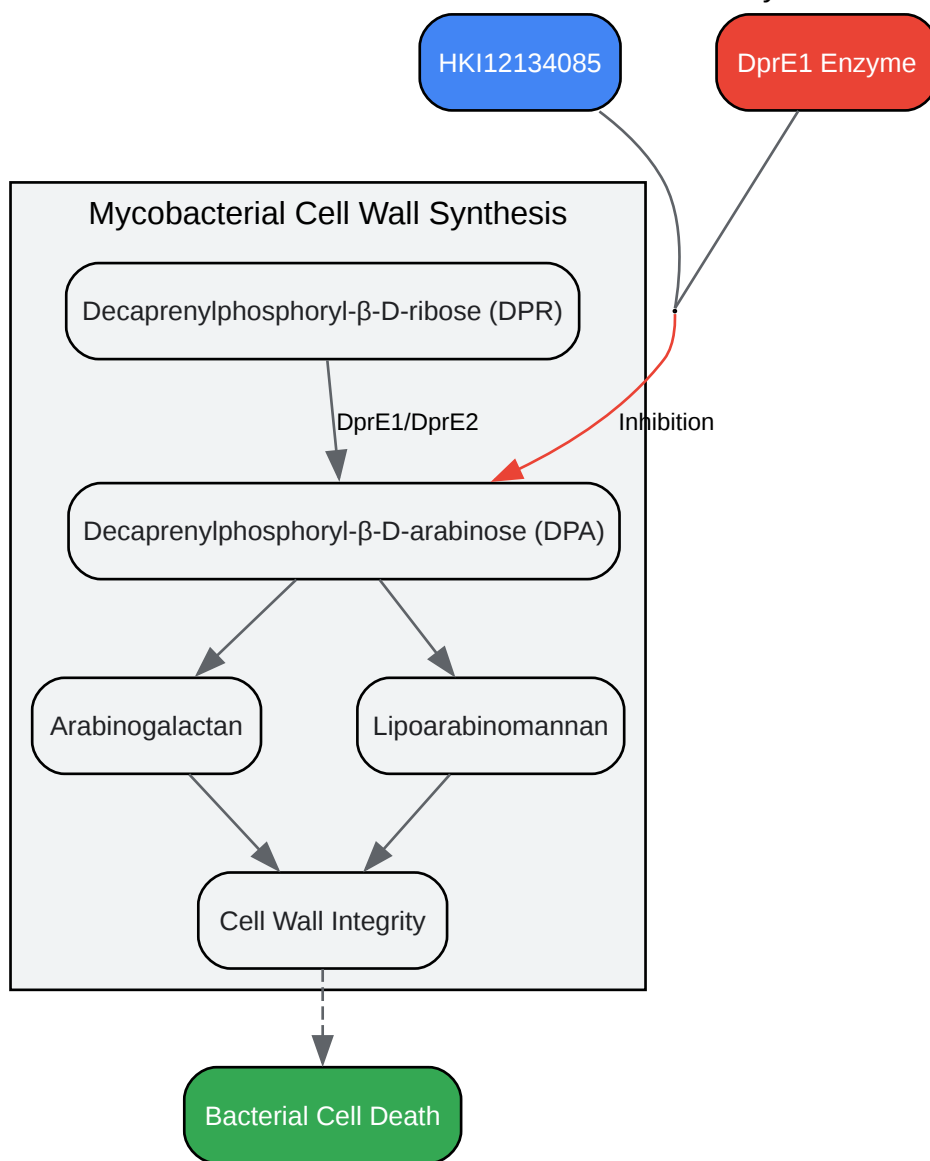 HKI12134085
DprE1 Enzyme
Mycobacterial Cell Wall Synthesis
Decaprenylphosphoryl-β-D-ribose (DPR)
DprE1/DprE2
Inhibition
Decaprenylphosphoryl-β-D-arabinose (DPA)
Arabinogalactan
Lipoarabinomannan
Cell Wall Integrity
Bacterial Cell Death